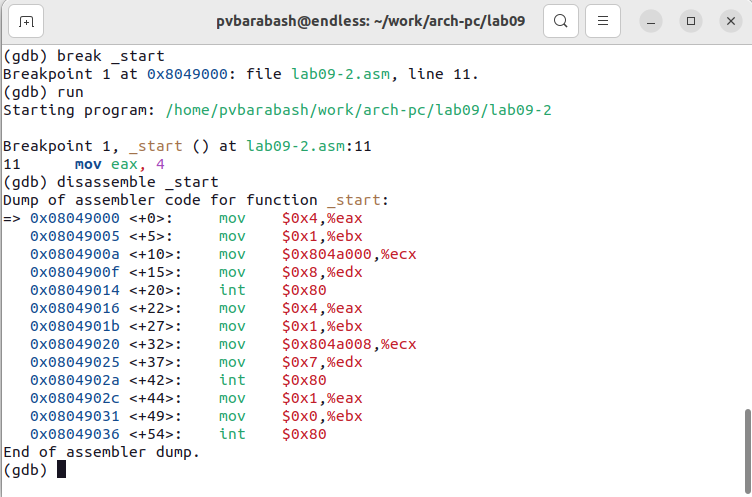 pvbarabash@endless: ~/work/arch-pc/lab09
(gdb) break _start
Breakpoint 1 at 0x8049000: file lab09-2.asm, line 11.
(gdb) run
Starting program: /home/pvbarabash/work/arch-pc/lab09/lab09-2

Breakpoint 1, _start () at lab09-2.asm:11
11      mov eax, 4
(gdb) disassemble _start
Dump of assembler code for function _start:
=> 0x08049000 <+0>:     mov    $0x4,%eax
   0x08049005 <+5>:     mov    $0x1,%ebx
   0x0804900a <+10>:    mov    $0x804a000,%ecx
   0x0804900f <+15>:    mov    $0x8,%edx
   0x08049014 <+20>:    int    $0x80
   0x08049016 <+22>:    mov    $0x4,%eax
   0x0804901b <+27>:    mov    $0x1,%ebx
   0x08049020 <+32>:    mov    $0x804a008,%ecx
   0x08049025 <+37>:    mov    $0x7,%edx
   0x0804902a <+42>:    int    $0x80
   0x0804902c <+44>:    mov    $0x1,%eax
   0x08049031 <+49>:    mov    $0x0,%ebx
   0x08049036 <+54>:    int    $0x80
End of assembler dump.
(gdb)